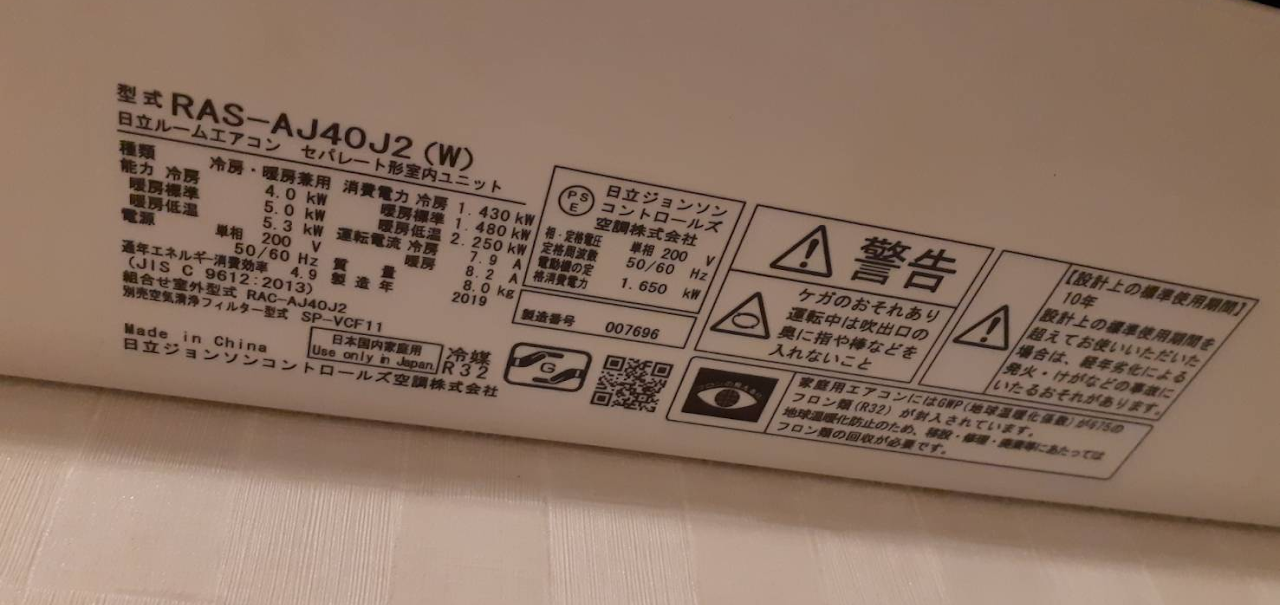 型式 RAS-AJ40J2 (W)
日立ルームエアコン セパレート形室内ユニット
種類 冷房・暖房兼用
能力 冷房 4.0 kW
暖房標準 5.0 kW
暖房低温 5.3 kW
電源 単相 200 V
50/60 Hz
通年エネルギー消費効率 4.9
(JIS C 9612:2013)
組合せ室外型式 RAC-AJ40J2
別売空気清浄フィルター型式 SP-VCF11
消費電力 冷房 1.430 kW
暖房標準 1.480 kW
暖房低温 2.250 kW
運転電流 冷房 7.9 A
暖房 8.2 A
質量 8.0 kg
製造年 2019
Made in China
日本国内家庭用
Use only in Japan.
冷媒
R32
日立ジョンソンコントロールズ空調株式会社
PS
E
日立ジョンソン
コントロールズ
空調株式会社
相・定格電圧 単相 200 V
定格周波数 50/60 Hz
電動機の定
格消費電力 1.650 kW
製造番号 007696
G
警告
ケガのおそれあり
運転中は吹出口の
奥に指や棒などを
入れないこと
【設計上の標準使用期間】
10年
設計上の標準使用期間を
超えてお使いいただいた
場合は、経年劣化による
発火・けがなどの事故に
いたるおそれがあります。
フロンの見える化
家庭用エアコンにはGWP(地球温暖化係数)が675の
フロン類(R32)が封入されています。
地球温暖化防止のため、移設・修理・廃棄等にあたっては
フロン類の回収が必要です。